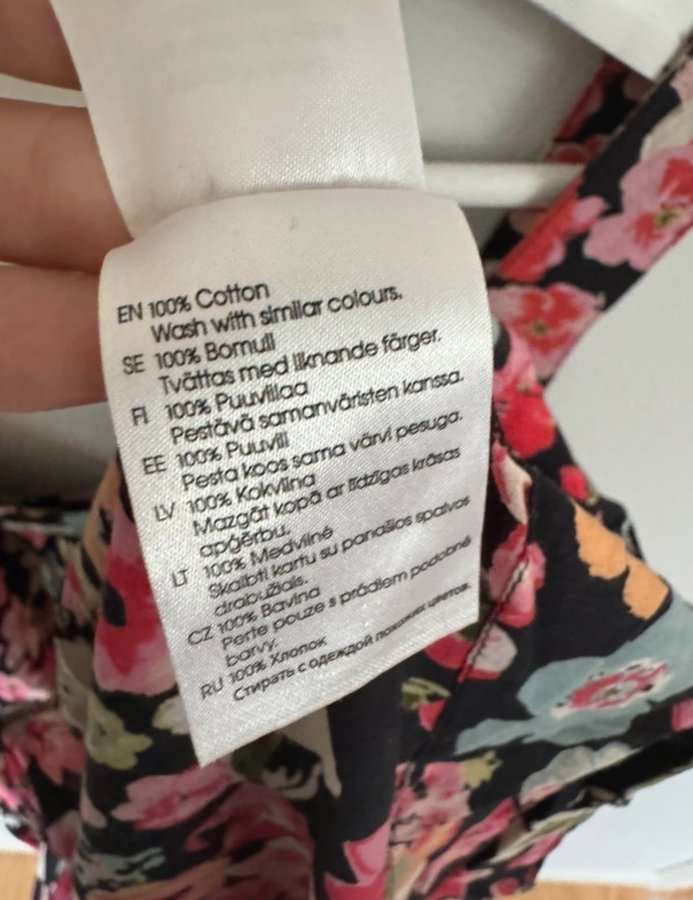 EN 100% Cotton
Wash with similar colours.
SE 100% Bomull
Tvättas med liknande färger.
FI 100% Puuvillaa
Pestävä samanväristen kanssa.
EE 100% Puuvill
Pesta koos sama värvi pesuga.
LV 100% Kokvilna
Mazgāt kopā ar līdzīgas krāsas
apģērbu.
LT 100% Medvilnė
Skalbti kartu su panašios spalvos
drabužiais.
CZ 100% Bavlna
Perte pouze s prádlem podobné
barvy.
RU 100% Хлопок
Стирать с одеждой похожих цветов.